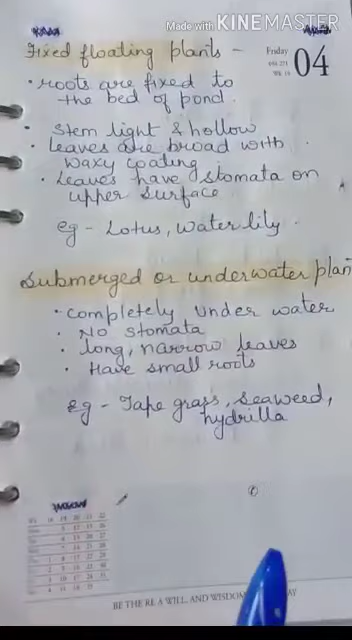 Made with KINEMASTER
Fixed floating plants -
Friday 04
• roots are fixed to
the bed of pond.
• Stem light & hollow
• Leaves are broad with
waxy coating
• Leaves have stomata on
upper surface
eg - Lotus, Water lily.
Submerged or underwater plan
• Completely under water
• No stomata
• long, narrow leaves
• Have small roots
Eg - Tape grass, Seaweed,
hydrilla
BE THE RE A WILL, AND WISDOM